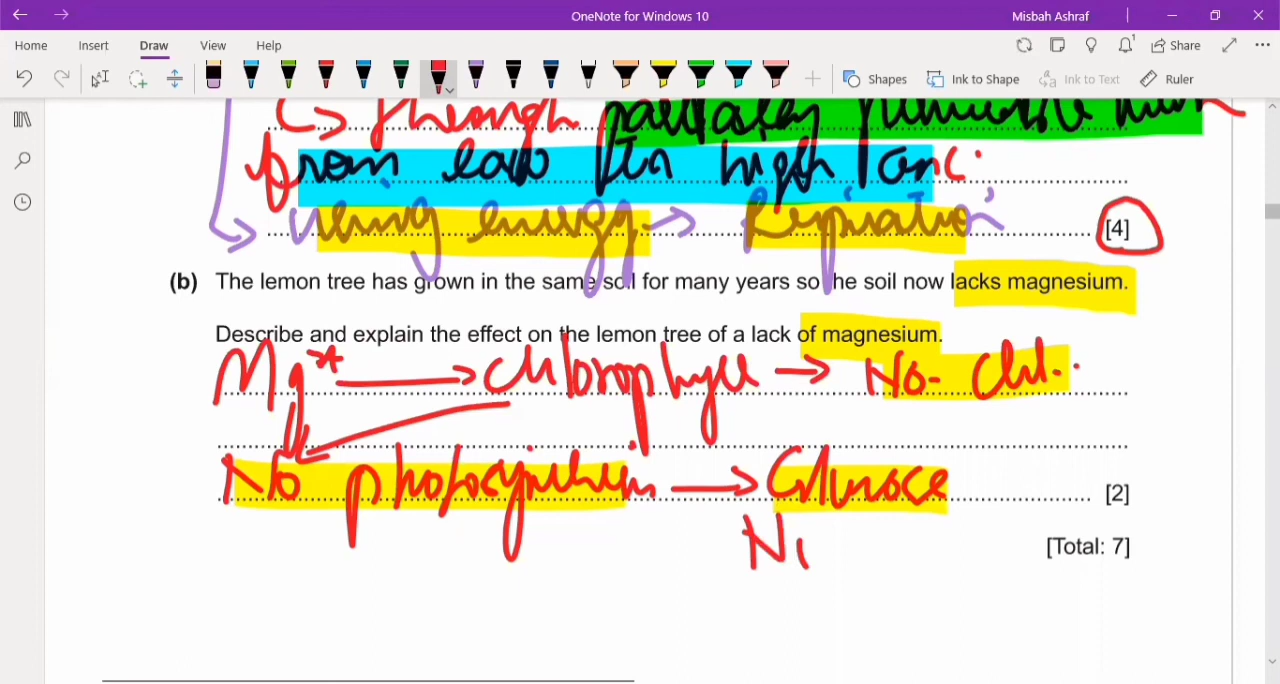 OneNote for Windows 10
Misbah Ashraf
Home Insert Draw View Help
Share
Shapes Ink to Shape Ink to Text Ruler
↳ through partially
from low to high conc.
↳ Using energy → Respiration
[4]
(b) The lemon tree has grown in the same soil for many years so the soil now lacks magnesium.
Describe and explain the effect on the lemon tree of a lack of magnesium.
Mg* → Chlorophyll → No- Chl.
No photosynthesis → Glucose
[2]
N
[Total: 7]